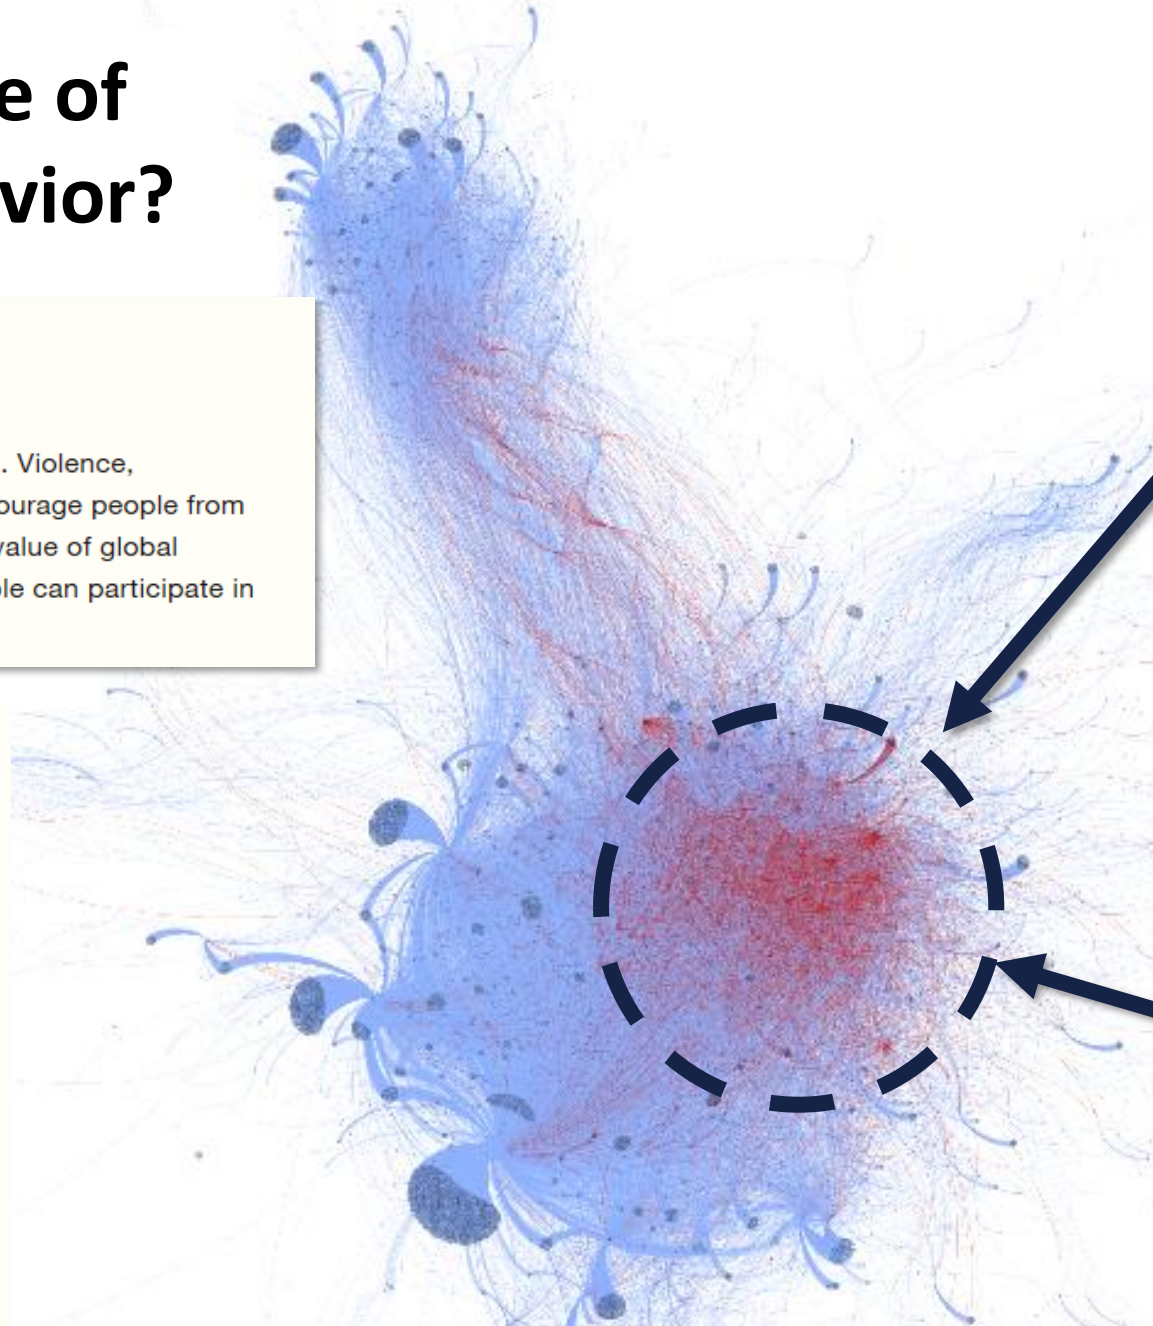 e of
vior?
. Violence,
ourage people from
value of global
le can participate in